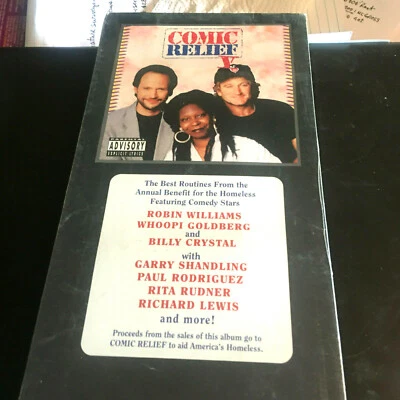 COMIC
RELIEF
PARENTAL
ADVISORY
EXPLICIT LYRICS
The Best Routines From the
Annual Benefit for the Homeless
Featuring Comedy Stars
ROBIN WILLIAMS
WHOOPI GOLDBERG
and
BILLY CRYSTAL
with
GARRY SHANDLING
PAUL RODRIGUEZ
RITA RUDNER
RICHARD LEWIS
and more!
Proceeds from the sales of this album go to
COMIC RELIEF to aid America's Homeless.